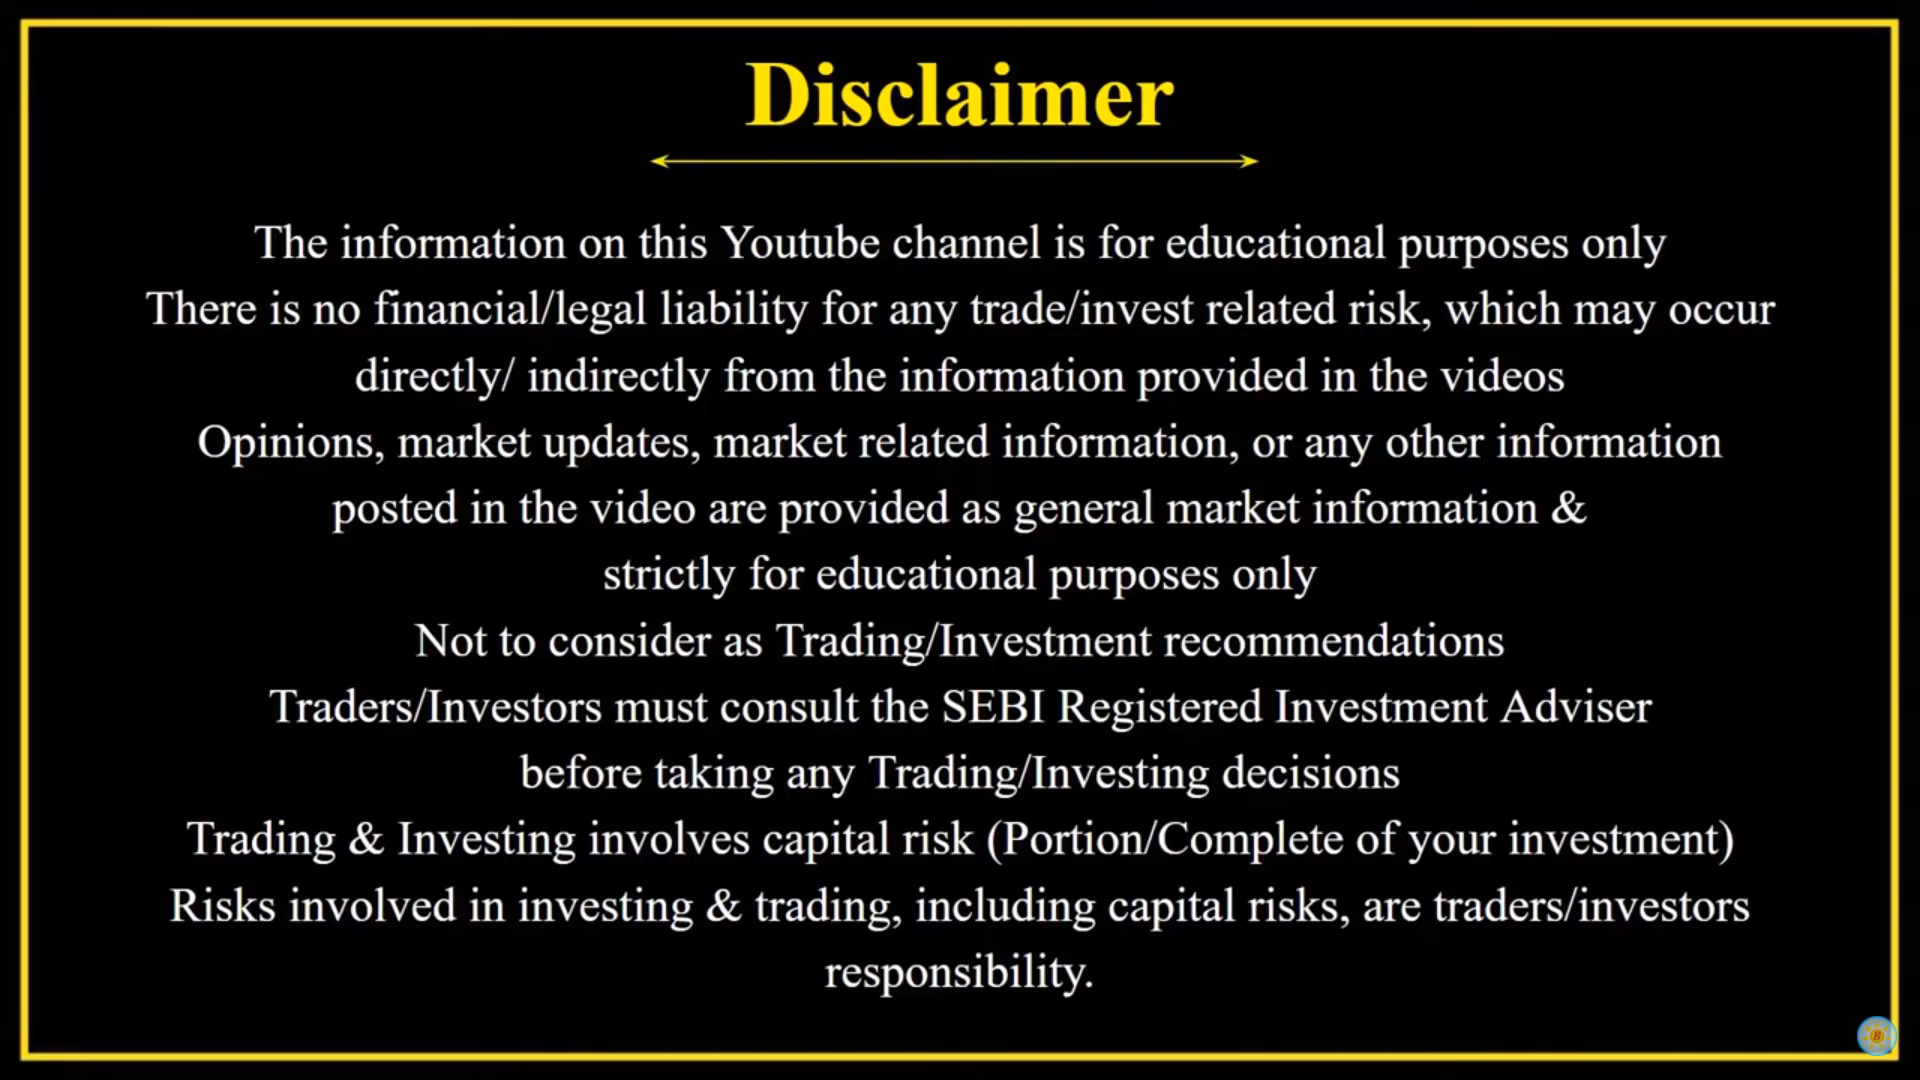 Disclaimer
The information on this Youtube channel is for educational purposes only
There is no financial/legal liability for any trade/invest related risk, which may occur
directly/ indirectly from the information provided in the videos
Opinions, market updates, market related information, or any other information
posted in the video are provided as general market information &
strictly for educational purposes only
Not to consider as Trading/Investment recommendations
Traders/Investors must consult the SEBI Registered Investment Adviser
before taking any Trading/Investing decisions
Trading & Investing involves capital risk (Portion/Complete of your investment)
Risks involved in investing & trading, including capital risks, are traders/investors
responsibility.